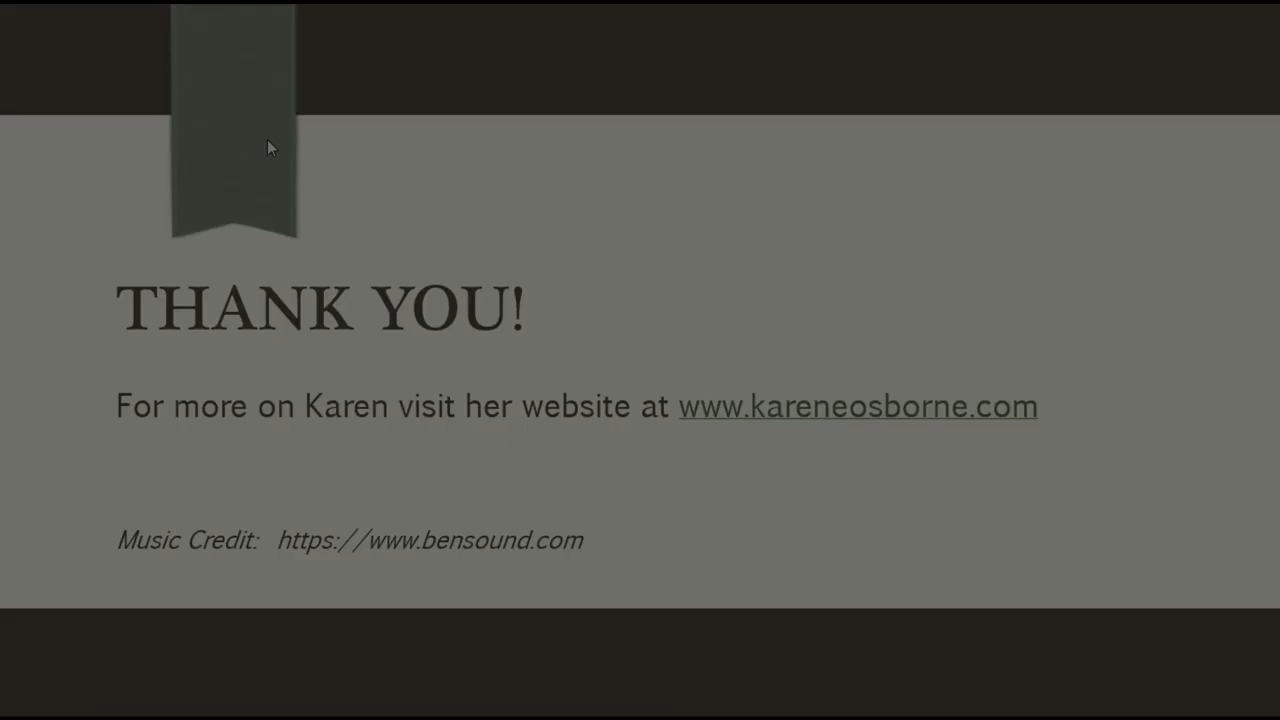 THANK YOU!
For more on Karen visit her website at www.kareneosborne.com
Music Credit: https://www.bensound.com